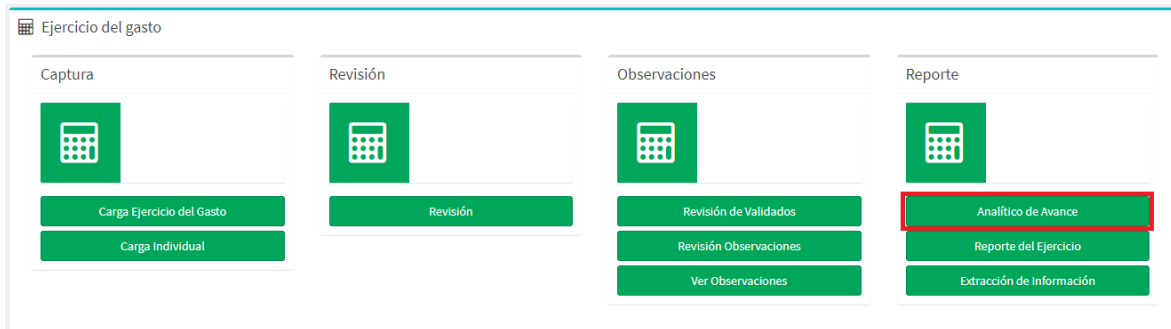 Ejercicio del gasto
Captura
Carga Ejercicio del Gasto
Carga Individual
Revisión
Revisión
Observaciones
Revisión de Validados
Revisión Observaciones
Ver Observaciones
Reporte
Analítico de Avance
Reporte del Ejercicio
Extracción de Información